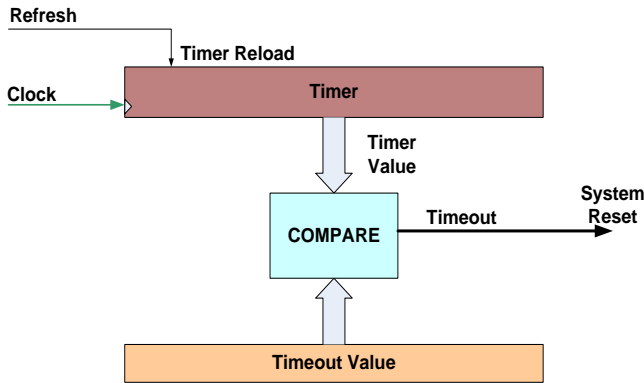 Refresh
Timer Reload
Clock
Timer
Timer
Value
System
Reset
Timeout
COMPARE
Timeout Value